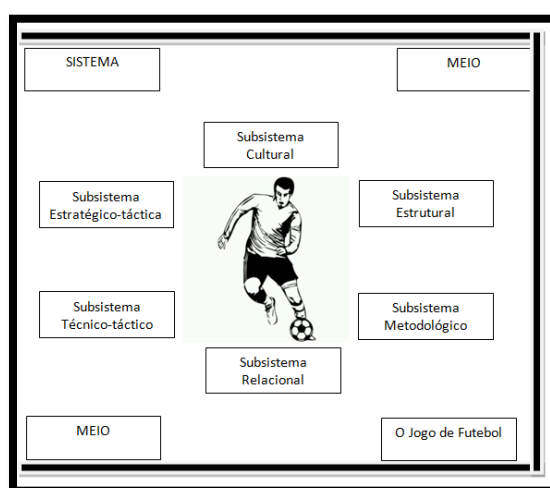 SISTEMA
MEIO
Subsistema
Cultural
Subsistema
Estratégico-táctica
Subsistema
Estrutural
Subsistema
Técnico-táctico
Subsistema
Metodológico
Subsistema
Relacional
MEIO
O Jogo de Futebol